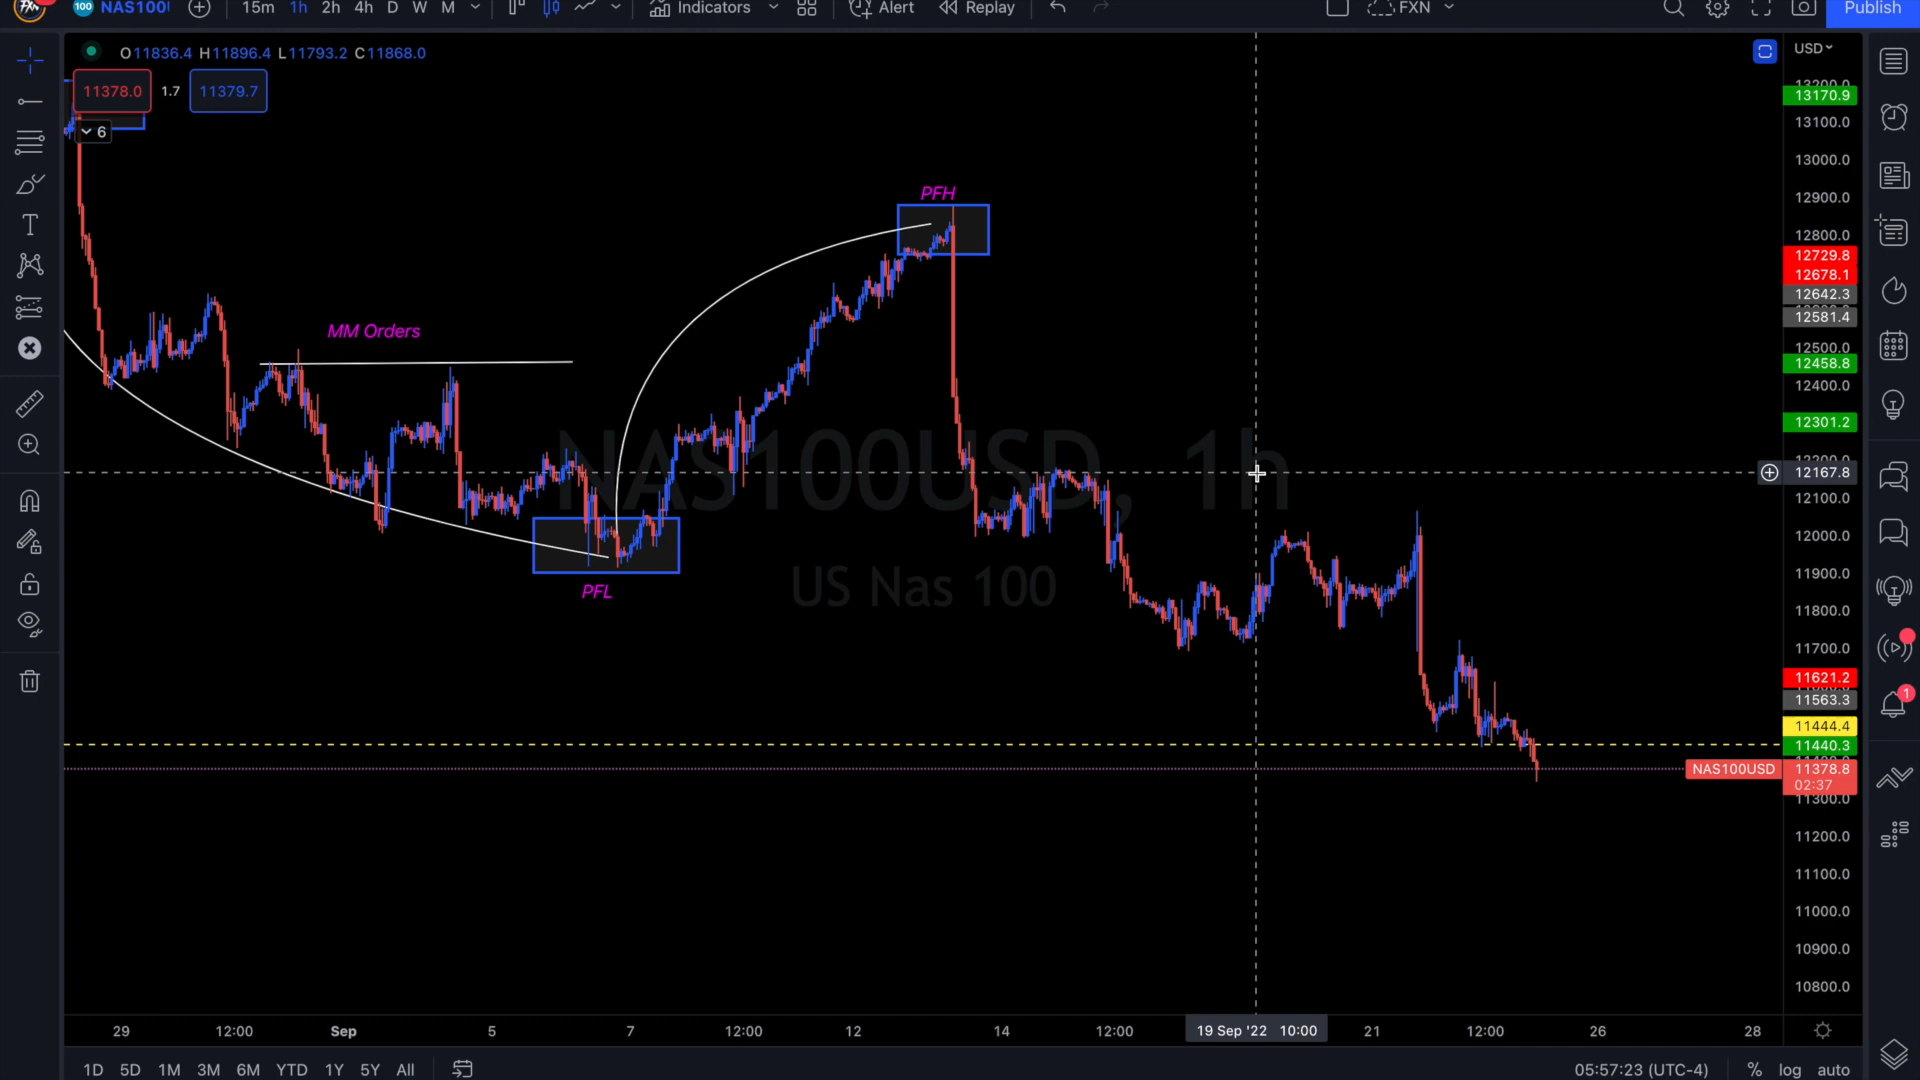 100 NAS100 15m 1h 2h 4h D W M Indicators Alert Replay FXN Publish
O11836.4 H11896.4 L11793.2 C11868.0
USD
11378.0 1.7 11379.7
6
13170.9
13100.0
13000.0
12900.0
12800.0
12729.8
12678.1
12642.3
12581.4
12500.0
12458.8
12400.0
12301.2
12167.8
12100.0
12000.0
11900.0
11800.0
11700.0
11621.2
11563.3
11444.4
11440.3
NAS100USD 11378.8
02:37
11300.0
11200.0
11100.0
11000.0
10900.0
10800.0
PFH
MM Orders
NAS100USD, 1h
US Nas 100
PFL
1
29 12:00 Sep 5 7 12:00 12 14 12:00 19 Sep '22 10:00 21 12:00 26 28
1D 5D 1M 3M 6M YTD 1Y 5Y All 05:57:23 (UTC-4) % log auto